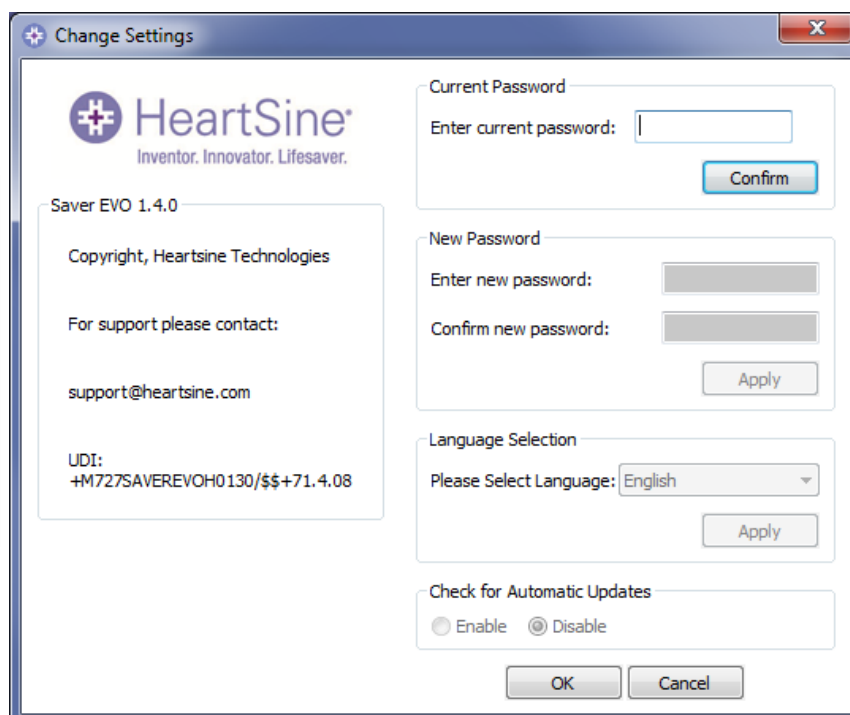 Change Settings
HeartSine
Inventor. Innovator. Lifesaver.
Saver EVO 1.4.0
Copyright, Heartsine Technologies
For support please contact:
support@heartsine.com
UDI:
+M727SAVEREVOH0130/$$+71.4.08
Current Password
Enter current password:
Confirm
New Password
Enter new password:
Confirm new password:
Apply
Language Selection
Please Select Language: English
Apply
Check for Automatic Updates
Enable Disable
OK Cancel